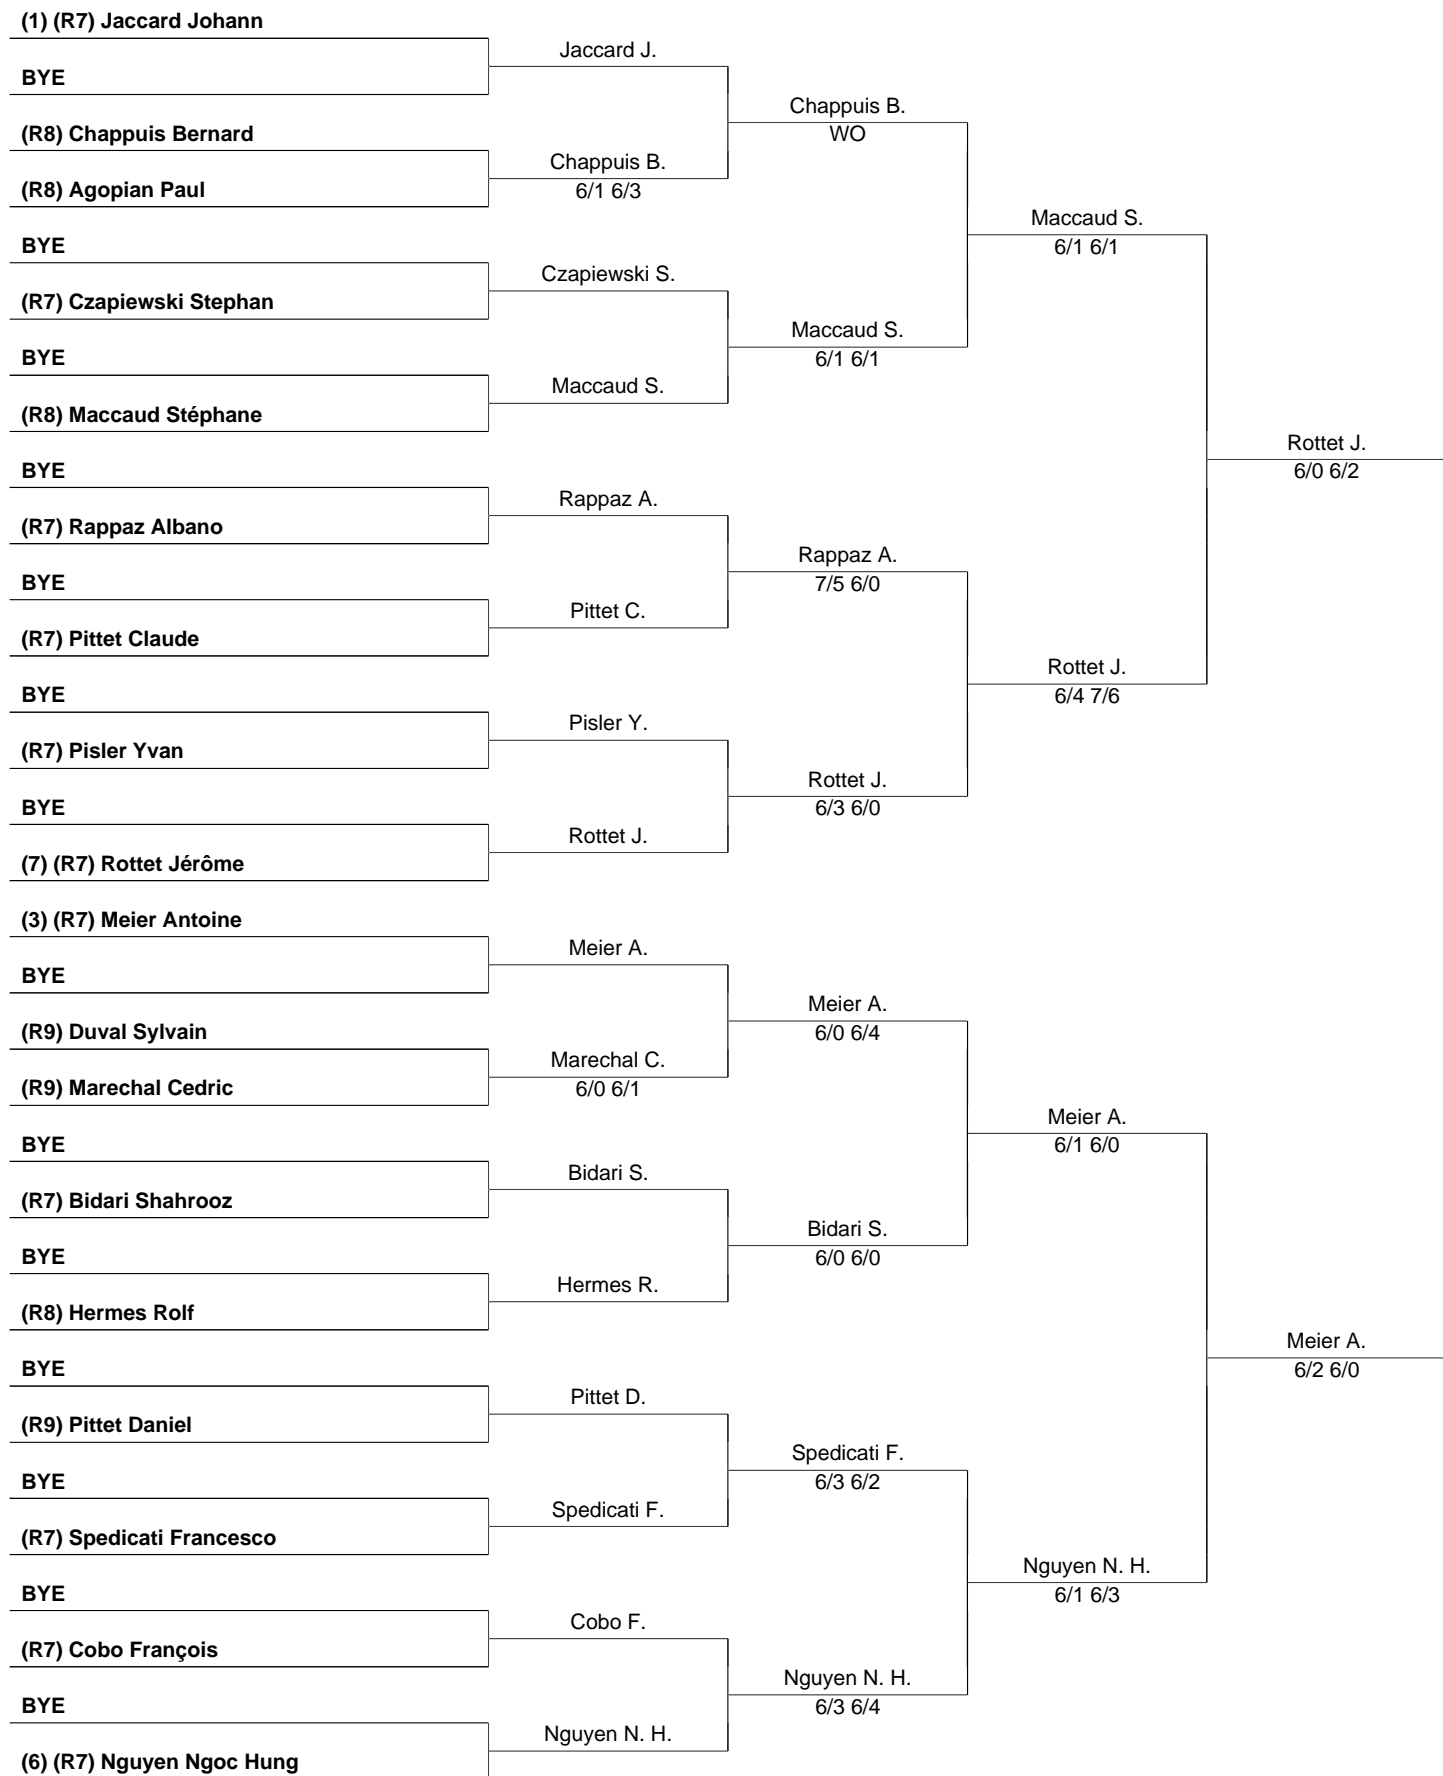 (1) (R7) Jaccard Johann
BYE
(R8) Chappuis Bernard
(R8) Agopian Paul
BYE
(R7) Czapiewski Stephan
BYE
(R8) Maccaud Stéphane
BYE
(R7) Rappaz Albano
BYE
(R7) Pittet Claude
BYE
(R7) Pisler Yvan
BYE
(7) (R7) Rottet Jérôme
(3) (R7) Meier Antoine
BYE
(R9) Duval Sylvain
(R9) Marechal Cedric
BYE
(R7) Bidari Shahrooz
BYE
(R8) Hermes Rolf
BYE
(R9) Pittet Daniel
BYE
(R7) Spedicati Francesco
BYE
(R7) Cobo François
BYE
(6) (R7) Nguyen Ngoc Hung
Jaccard J.
Chappuis B.
6/1 6/3
Czapiewski S.
Maccaud S.
Rappaz A.
Pittet C.
Pisler Y.
Rottet J.
Meier A.
Marechal C.
6/0 6/1
Bidari S.
Hermes R.
Pittet D.
Spedicati F.
Cobo F.
Nguyen N. H.
Chappuis B.
WO
Maccaud S.
6/1 6/1
Rappaz A.
7/5 6/0
Rottet J.
6/3 6/0
Meier A.
6/0 6/4
Bidari S.
6/0 6/0
Spedicati F.
6/3 6/2
Nguyen N. H.
6/3 6/4
Maccaud S.
6/1 6/1
Rottet J.
6/4 7/6
Meier A.
6/1 6/0
Nguyen N. H.
6/1 6/3
Rottet J.
6/0 6/2
Meier A.
6/2 6/0